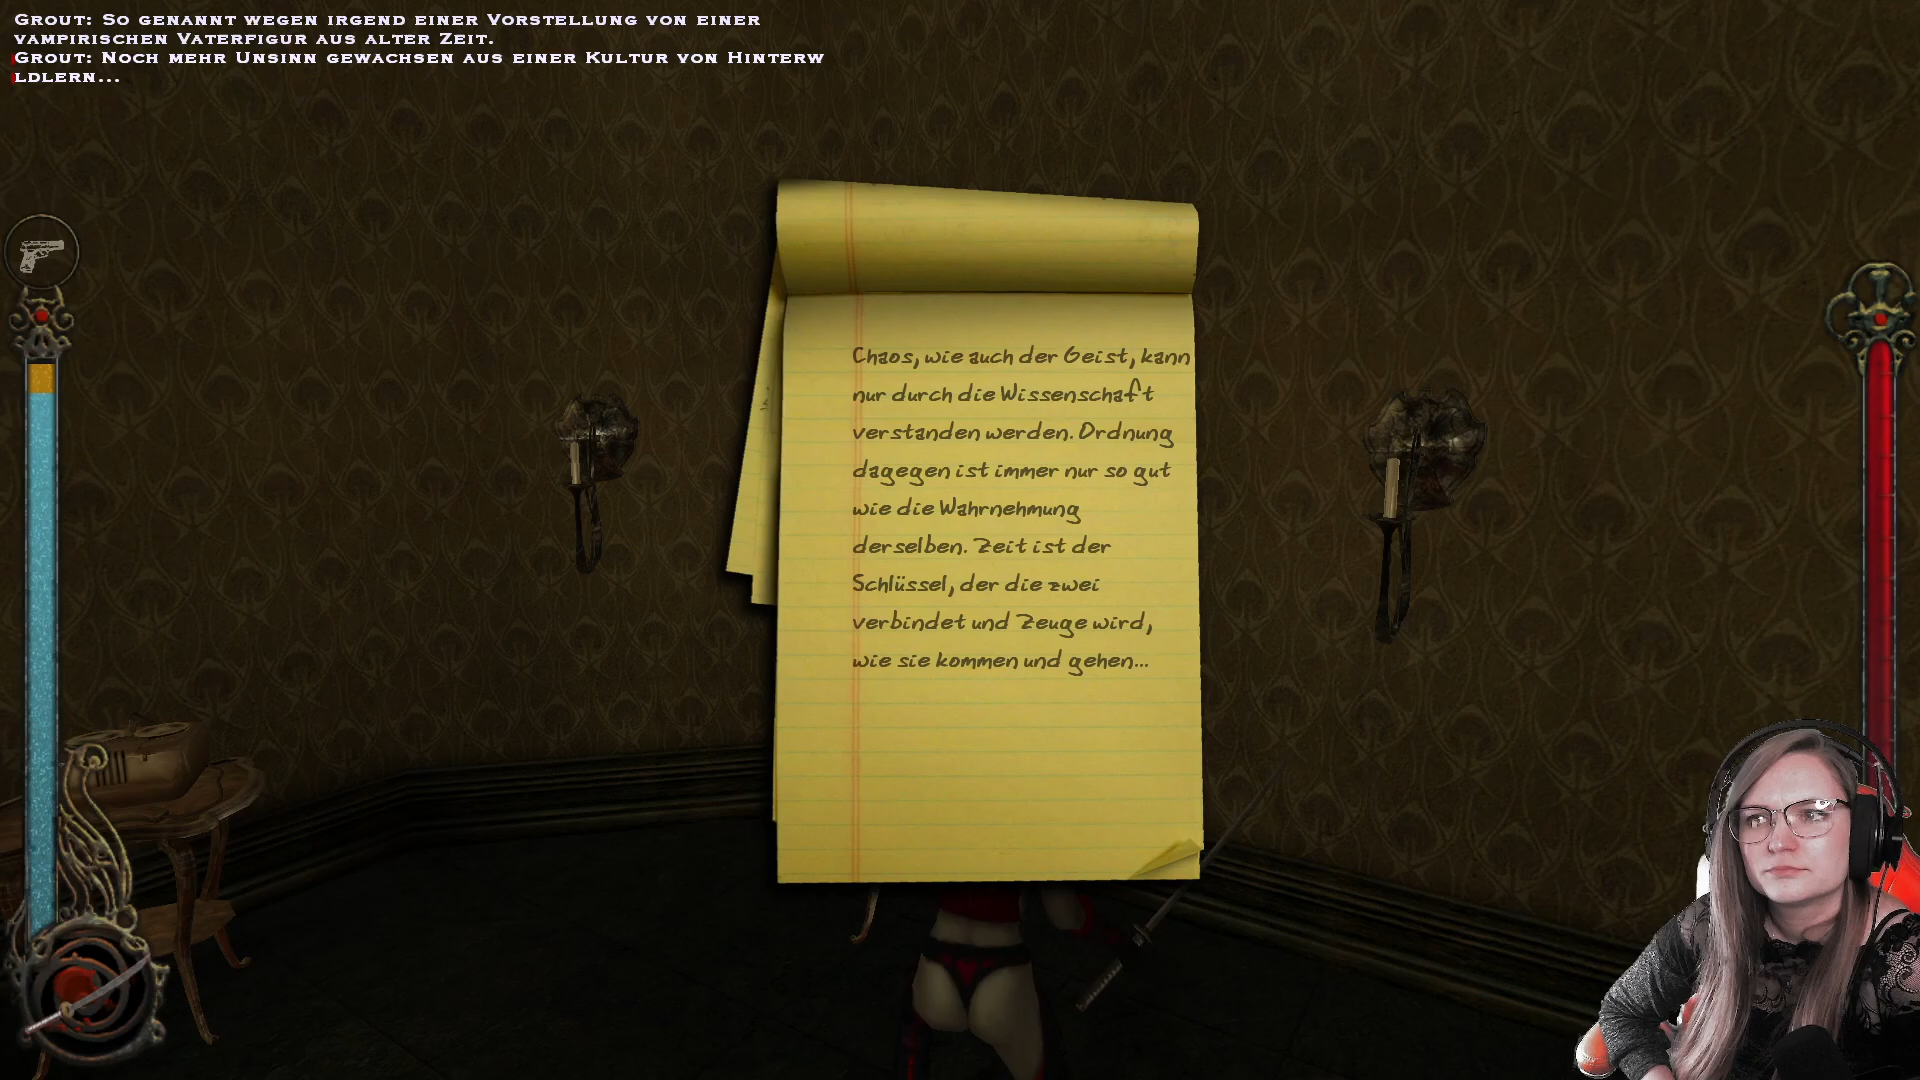 Grout: So genannt wegen irgend einer Vorstellung von einer
vampirischen Vaterfigur aus alter Zeit.
Grout: Noch mehr Unsinn gewachsen aus einer Kultur von Hinterw
ldlern...
Chaos, wie auch der Geist, kann
nur durch die Wissenschaft
verstanden werden. Ordnung
dagegen ist immer nur so gut
wie die Wahrnehmung
derselben. Zeit ist der
Schlüssel, der die zwei
verbindet und Zeuge wird,
wie sie kommen und gehen...